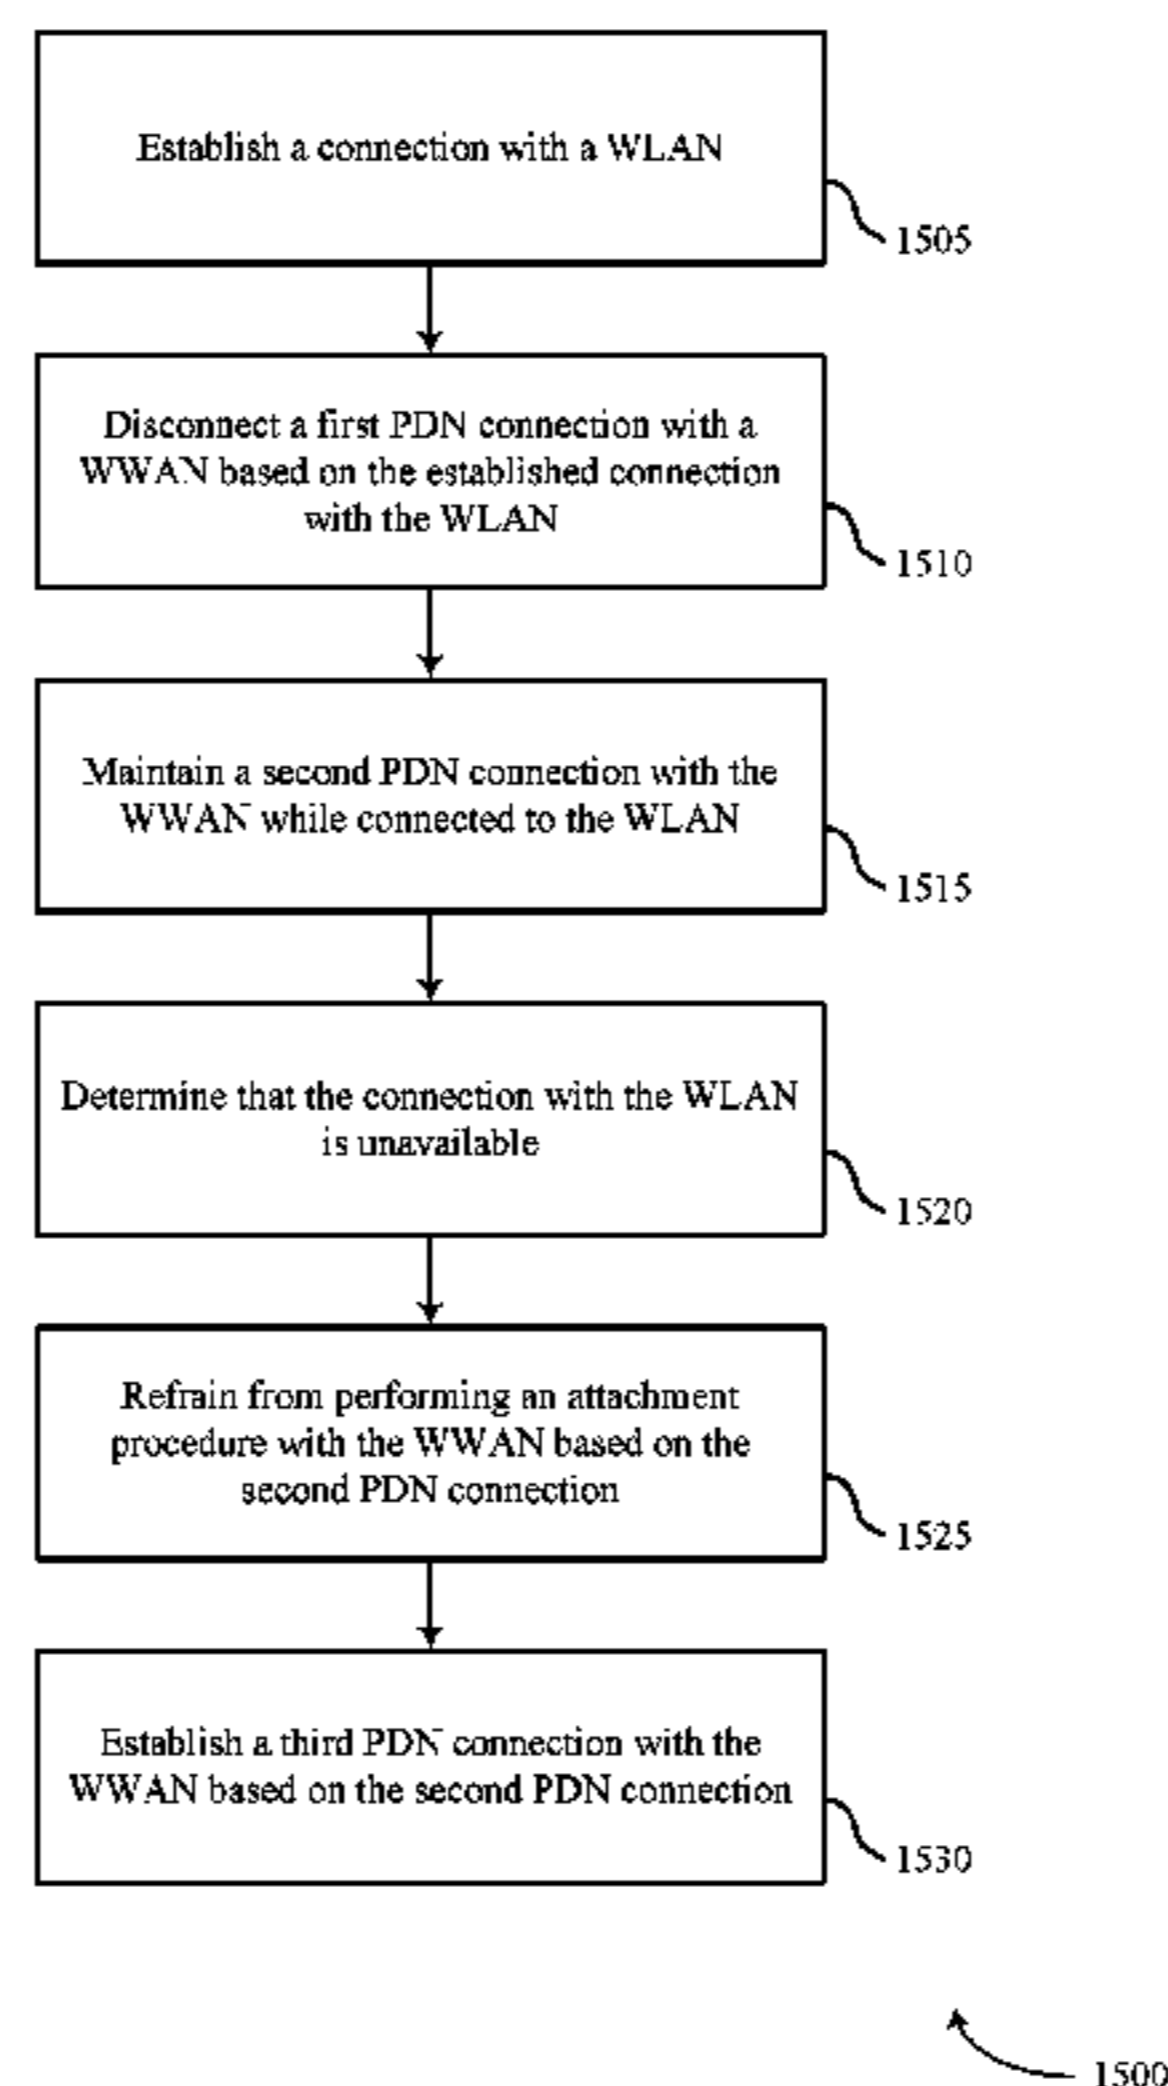 Establish a connection with a WLAN
1505
Disconnect a first PDN connection with a
WWAN based on the established connection
with the WLAN
1510
Maintain a second PDN connection with the
WWAN while connected to the WLAN
1515
Determine that the connection with the WLAN
is unavailable
1520
Refrain from performing an attachment
procedure with the WWAN based on the
second PDN connection
1525
Establish a third PDN connection with the
WWAN based on the second PDN connection
1530
1500